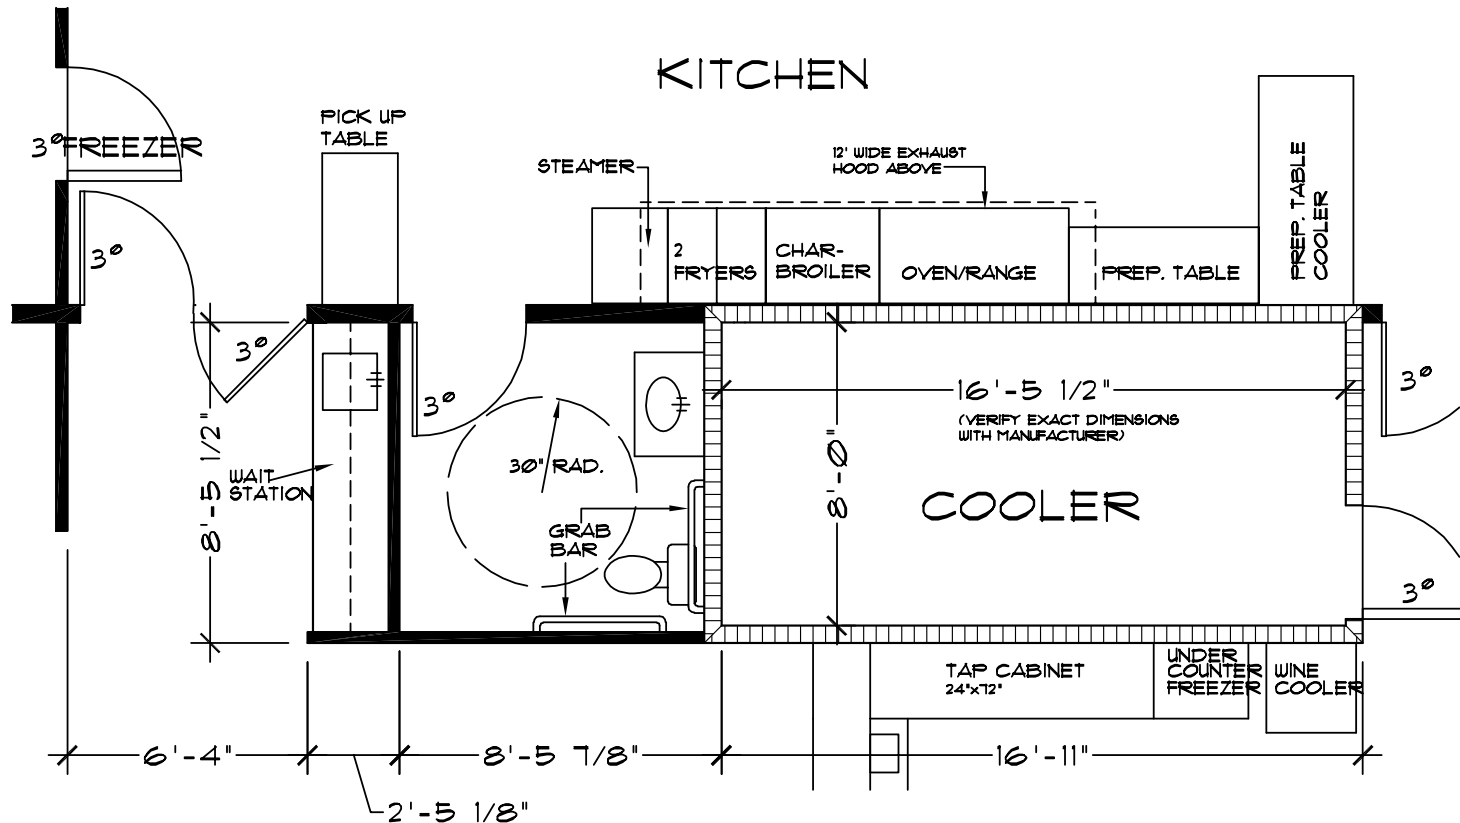 KITCHEN
PICK UP
TABLE
3⁰ FREEZER
STEAMER
12' WIDE EXHAUST
HOOD ABOVE
PREP. TABLE
COOLER
3⁰
2
FRYERS
CHAR-
BROILER
OVEN/RANGE
PREP. TABLE
3⁰
3⁰
3⁰
16'-5 1/2"
(VERIFY EXACT DIMENSIONS
WITH MANUFACTURER)
8'-5 1/2"
WAIT
STATION
30" RAD.
8'-0"
COOLER
GRAB
BAR
3⁰
TAP CABINET
24"x72"
UNDER
COUNTER
FREEZER
WINE
COOLER
6'-4"
8'-5 7/8"
16'-11"
2'-5 1/8"